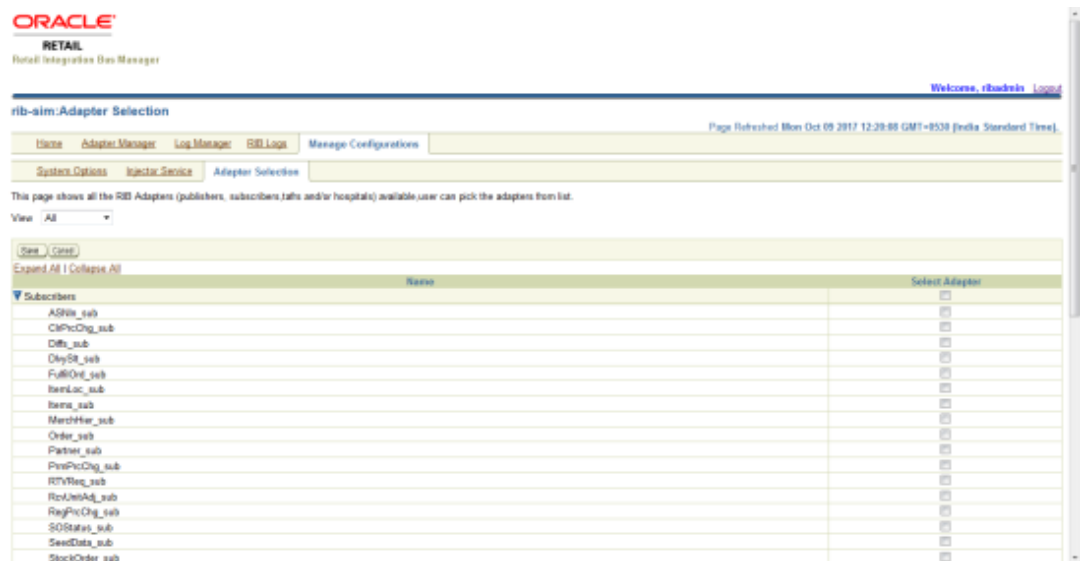 ORACLE
RETAIL
Retail Integration Bus Manager
Welcome, ribadmin Logout
rib-sim:Adapter Selection
Page Refreshed Mon Oct 09 2017 12:20:08 GMT+0530 (India Standard Time).
Home Adapter Manager Log Manager RIB Logs Manage Configurations
System Options Injector Service Adapter Selection
This page shows all the RIB Adapters (publishers, subscribers,tafrs and/or hospitals) available,user can pick the adapters from list.
View All
Save Cancel
Expand All | Collapse All
Name Select Adapter
Subscribers
ASNIn_sub
ClrPrcChg_sub
Diffs_sub
DlvySlt_sub
FulfilOrd_sub
ItemLoc_sub
Items_sub
MerchHier_sub
Order_sub
Partner_sub
PrmPrcChg_sub
RTVReq_sub
RcvUnitAdj_sub
RegPrcChg_sub
SOStatus_sub
SeedData_sub
StockOrder_sub